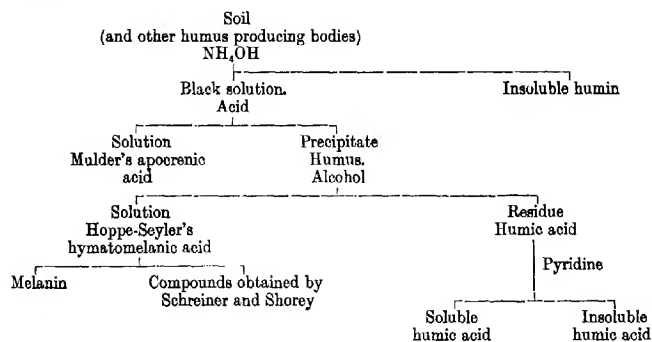 Soil
(and other humus producing bodies)
NH₄OH
Black solution.
Acid
Insoluble humin
Solution
Mulder's apocrenic
acid
Precipitate
Humus.
Alcohol
Solution
Hoppe-Seyler's
hymatomelanic acid
Residue
Humic acid
Melanin
Compounds obtained by
Schreiner and Shorey
Pyridine
Soluble
humic acid
Insoluble
humic acid